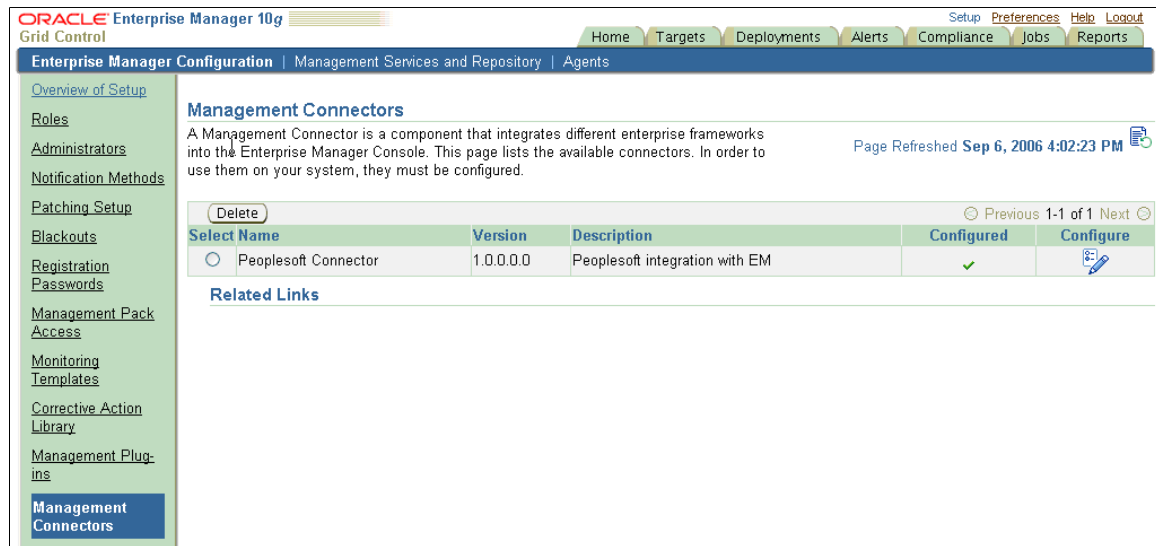 ORACLE Enterprise Manager 10g
Grid Control
Setup Preferences Help Logout
Home Targets Deployments Alerts Compliance Jobs Reports
Enterprise Manager Configuration | Management Services and Repository | Agents
Overview of Setup
Roles
Administrators
Notification Methods
Patching Setup
Blackouts
Registration
Passwords
Management Pack
Access
Monitoring
Templates
Corrective Action
Library
Management Plug-
ins
Management
Connectors
Management Connectors
A Management Connector is a component that integrates different enterprise frameworks
into the Enterprise Manager Console. This page lists the available connectors. In order to
use them on your system, they must be configured.
Page Refreshed Sep 6, 2006 4:02:23 PM
Delete
Previous 1-1 of 1 Next
Select Name Version Description Configured Configure
Peoplesoft Connector 1.0.0.0.0 Peoplesoft integration with EM
Related Links